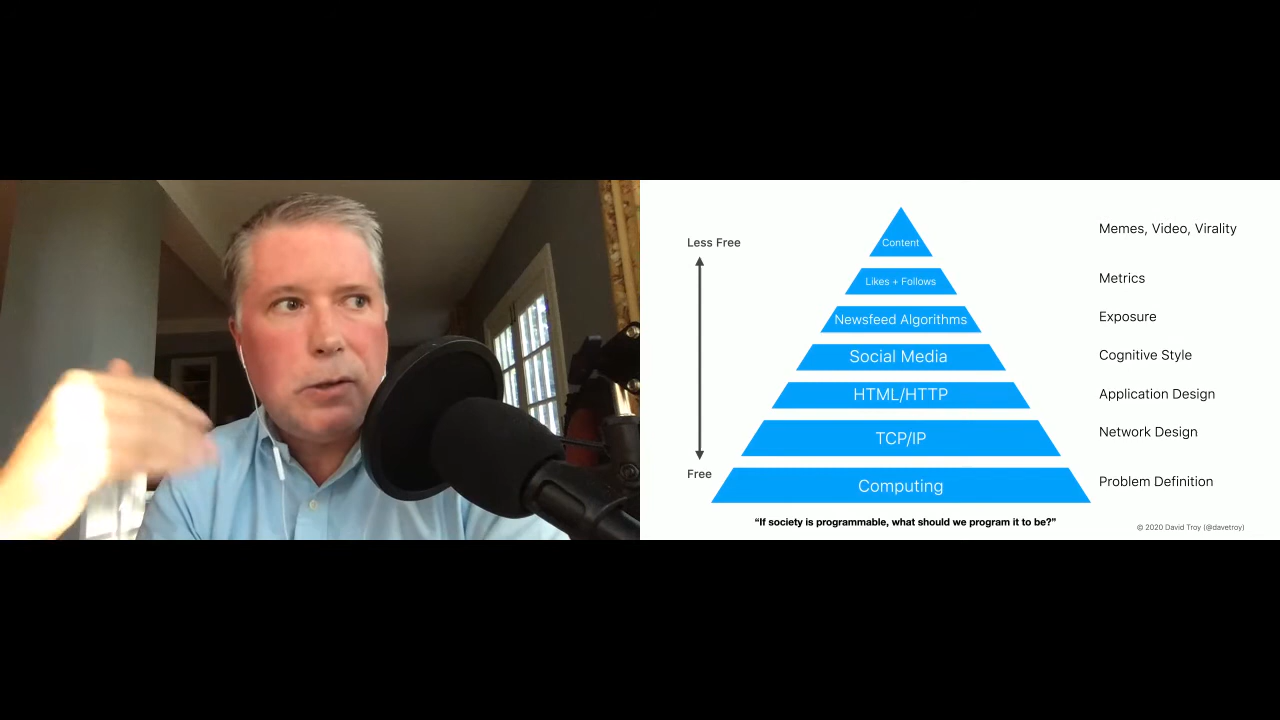 Memes, Video, Virality
Less Free
Content
Likes + Follows
Metrics
Newsfeed Algorithms
Exposure
Social Media
Cognitive Style
HTML/HTTP
Application Design
TCP/IP
Network Design
Free
Computing
Problem Definition
“If society is programmable, what should we program it to be?”
© 2020 David Troy (@davetroy)